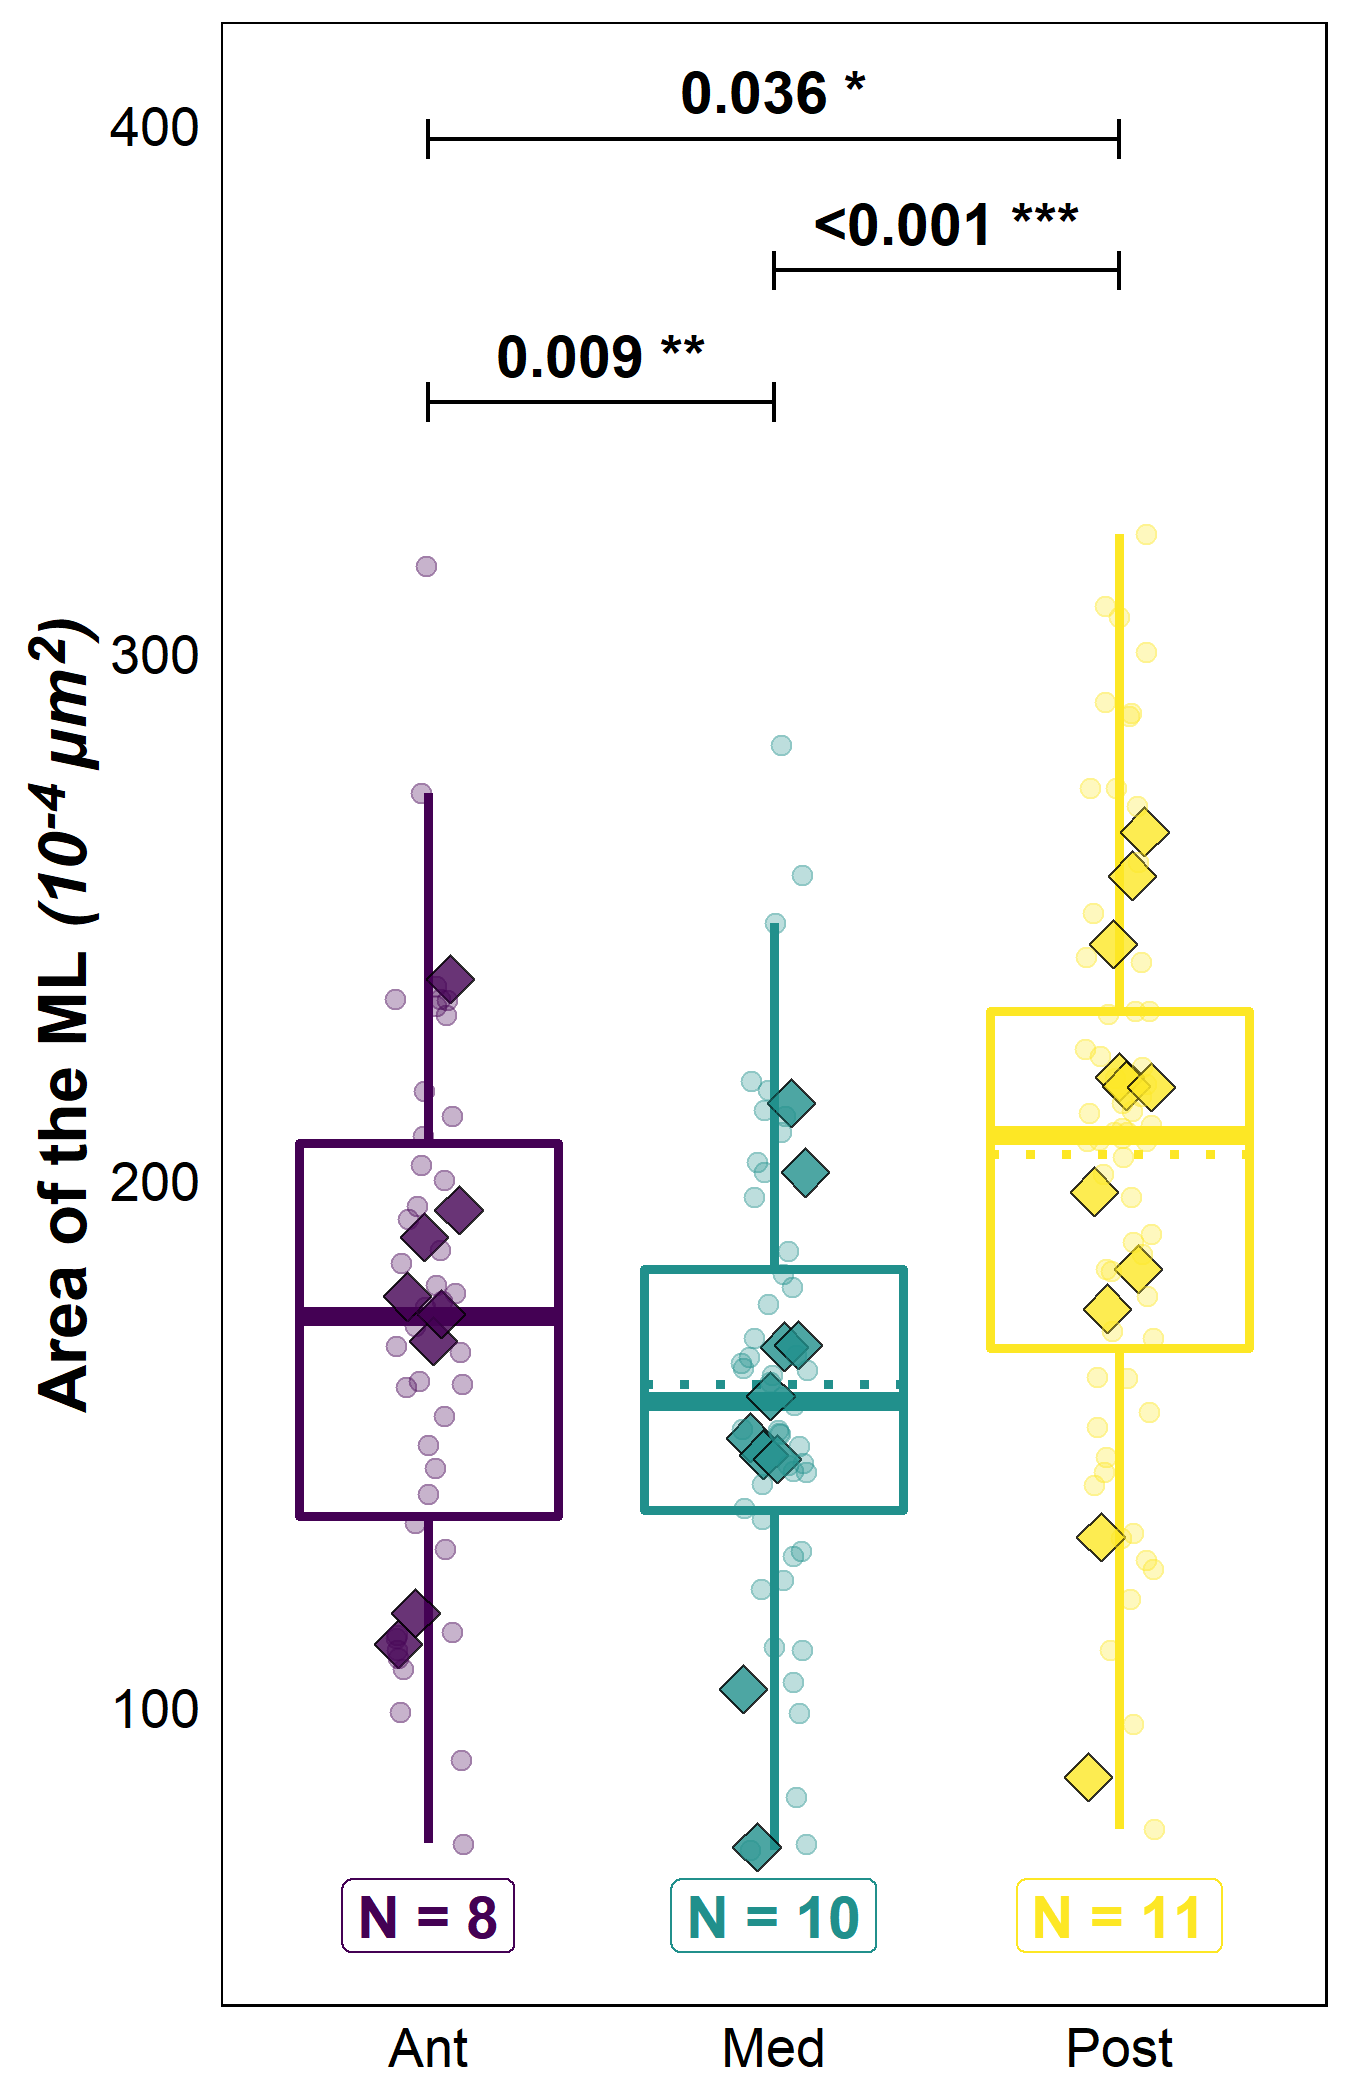 0.036 *
<0.001 ***
0.009 **
400
300
200
100
Area of the ML (10⁻⁴ µm²)
N = 8
N = 10
N = 11
Ant
Med
Post